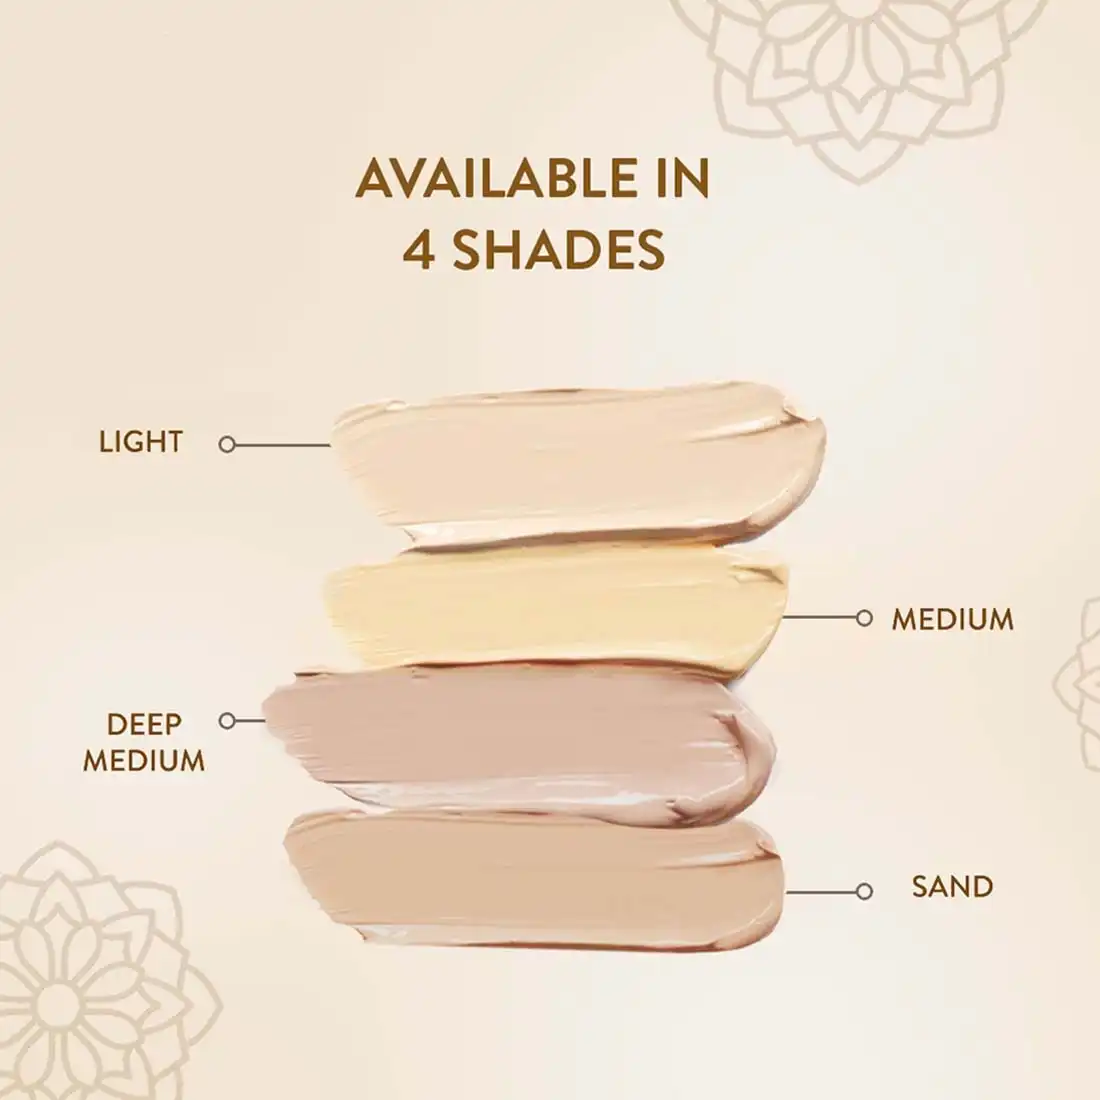 AVAILABLE IN
4 SHADES
LIGHT
MEDIUM
DEEP
MEDIUM
SAND